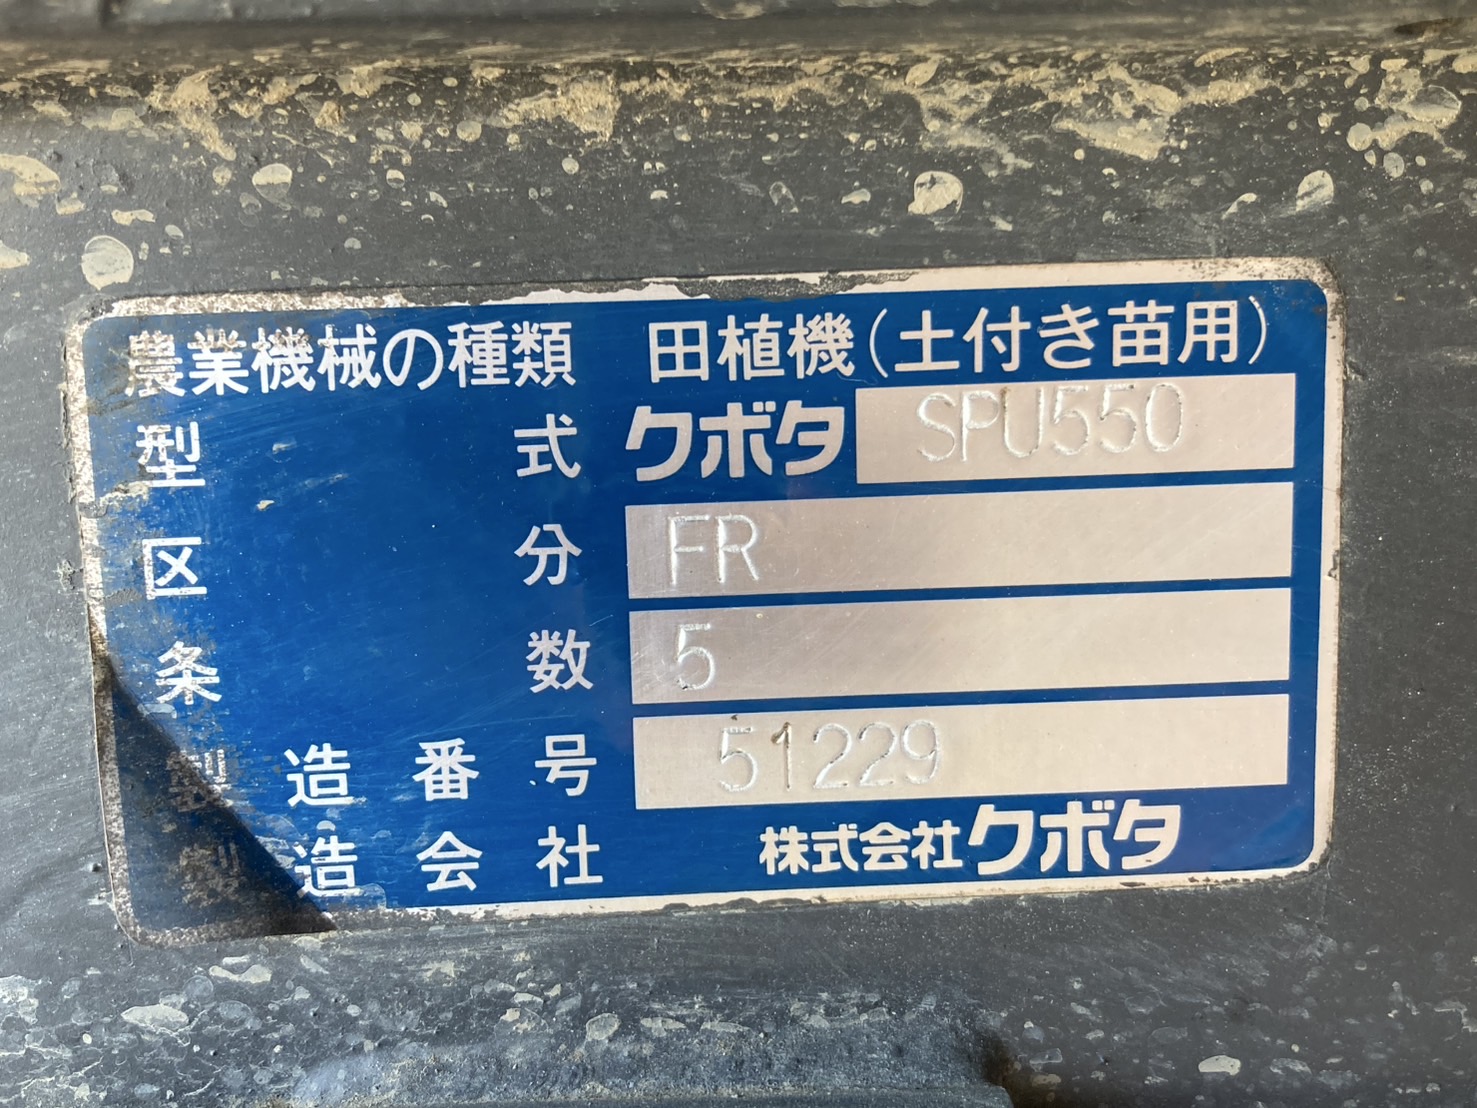 農業機械の種類 田植機(土付き苗用)
型式 クボタ SPU550
区分 FR
条数 5
製造番号 51229
製造会社 株式会社クボタ